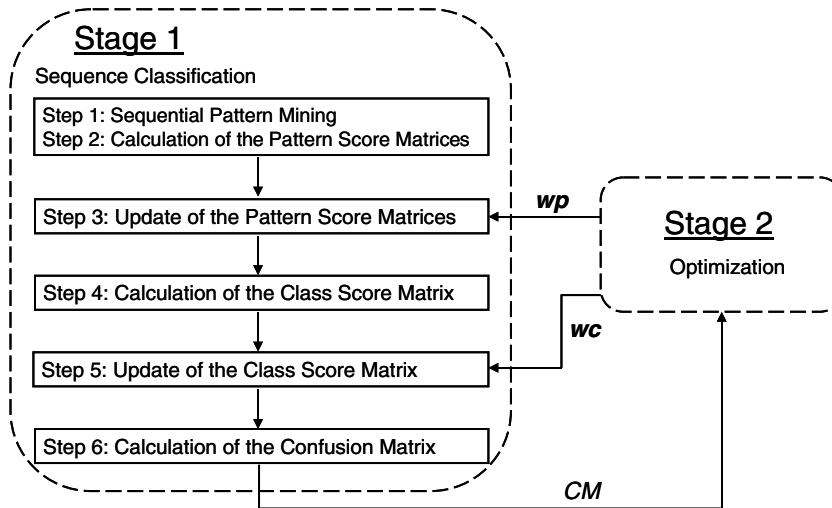 Stage 1
Sequence Classification
Step 1: Sequential Pattern Mining
Step 2: Calculation of the Pattern Score Matrices
Step 3: Update of the Pattern Score Matrices
wp
Stage 2
Optimization
Step 4: Calculation of the Class Score Matrix
wc
Step 5: Update of the Class Score Matrix
Step 6: Calculation of the Confusion Matrix
CM